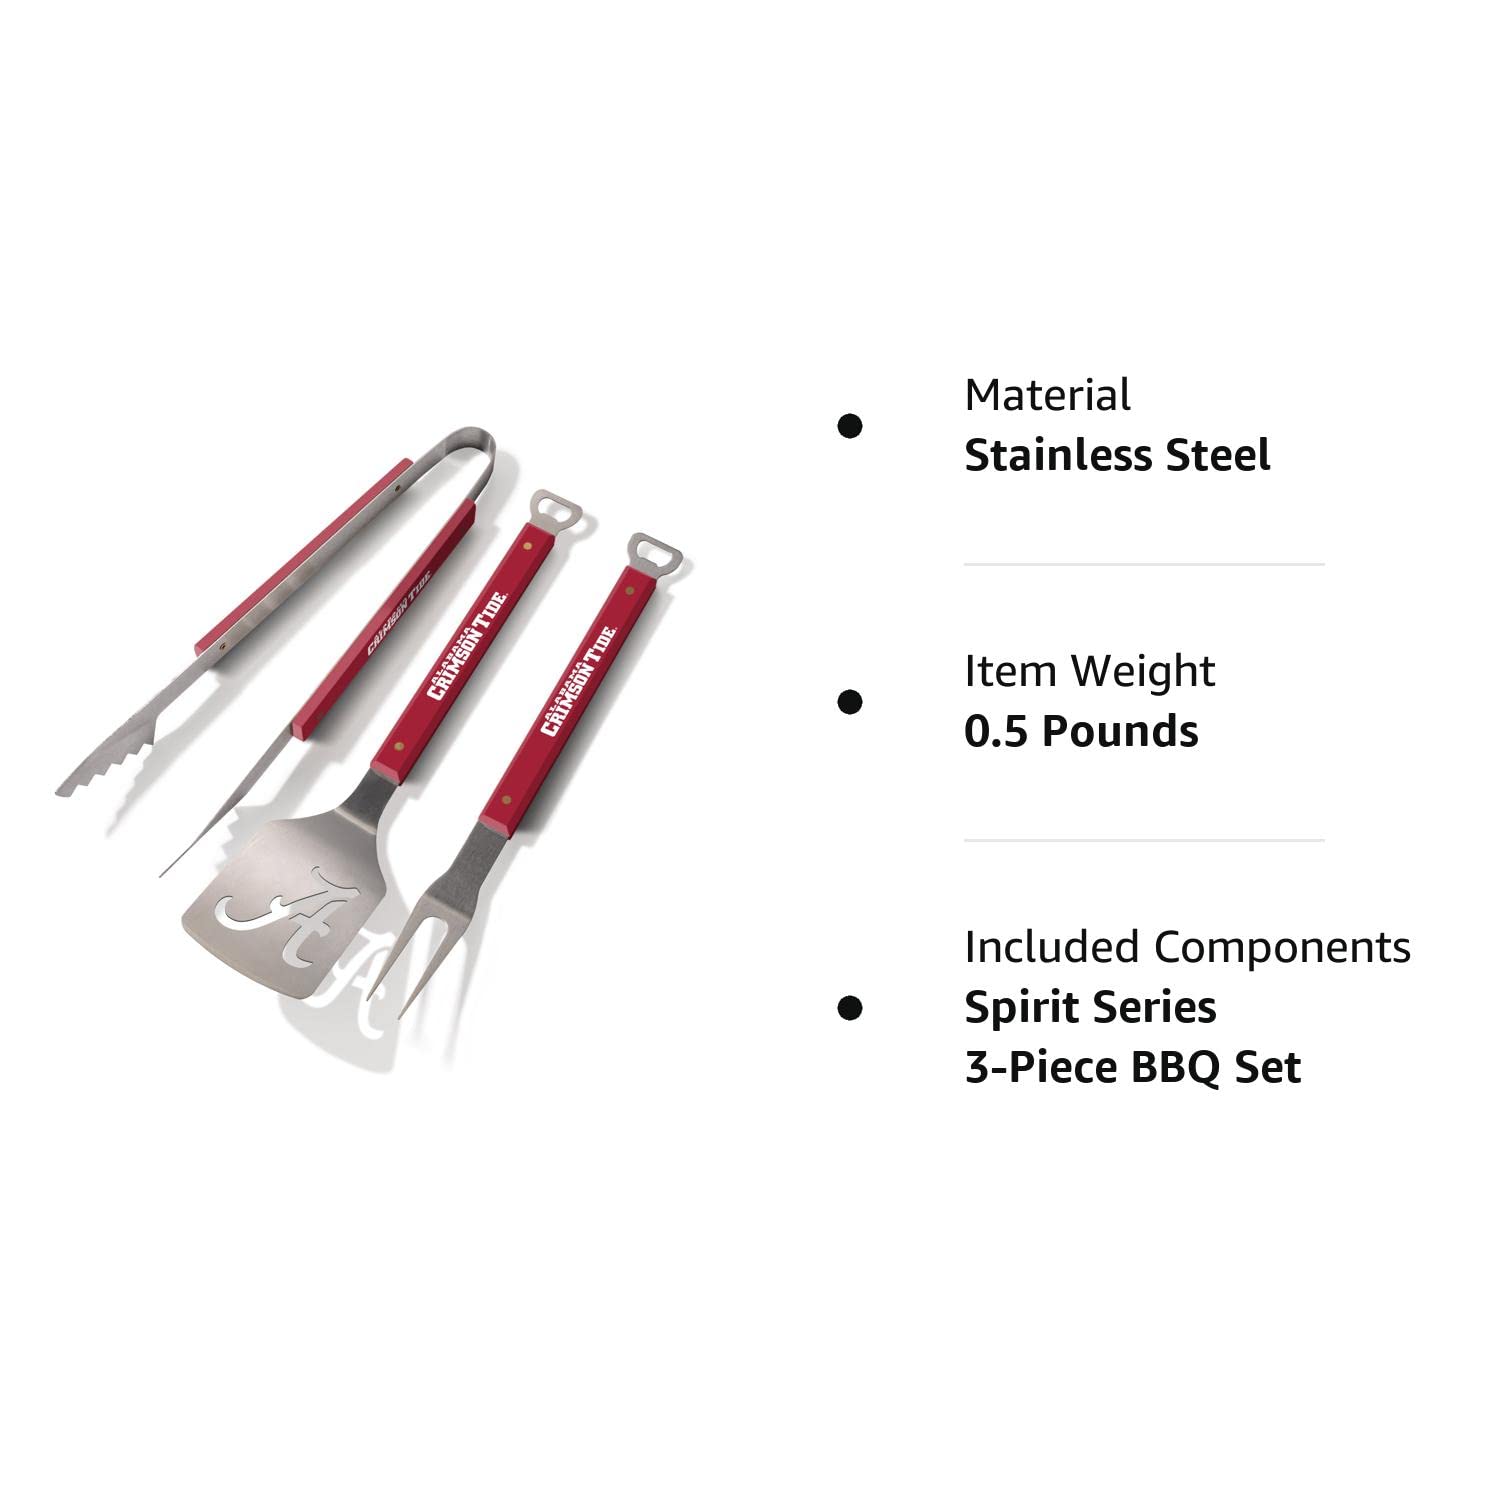 Material
Stainless Steel
Item Weight
0.5 Pounds
Included Components
Spirit Series
3-Piece BBQ Set
CRIMSON TIDE
ALABAMA
CRIMSON TIDE
ALABAMA
CRIMSON TIDE
A